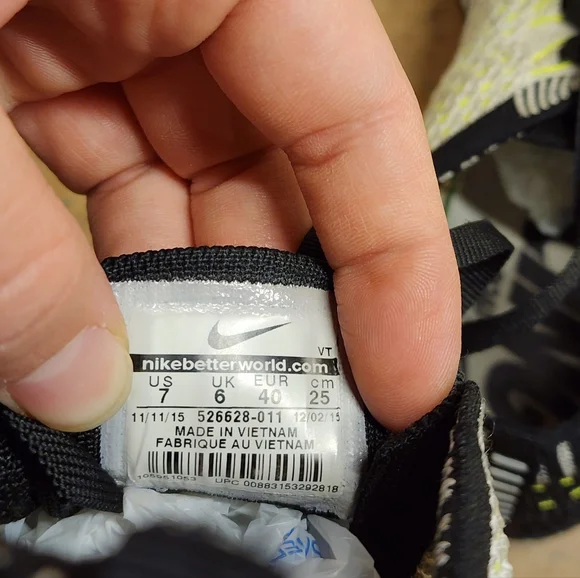 VT
nikebetterworld.com
US UK EUR cm
7 6 40 25
11/11/15 526628-011 12/02/15
MADE IN VIETNAM
FABRIQUE AU VIETNAM
UPC 00883153292818